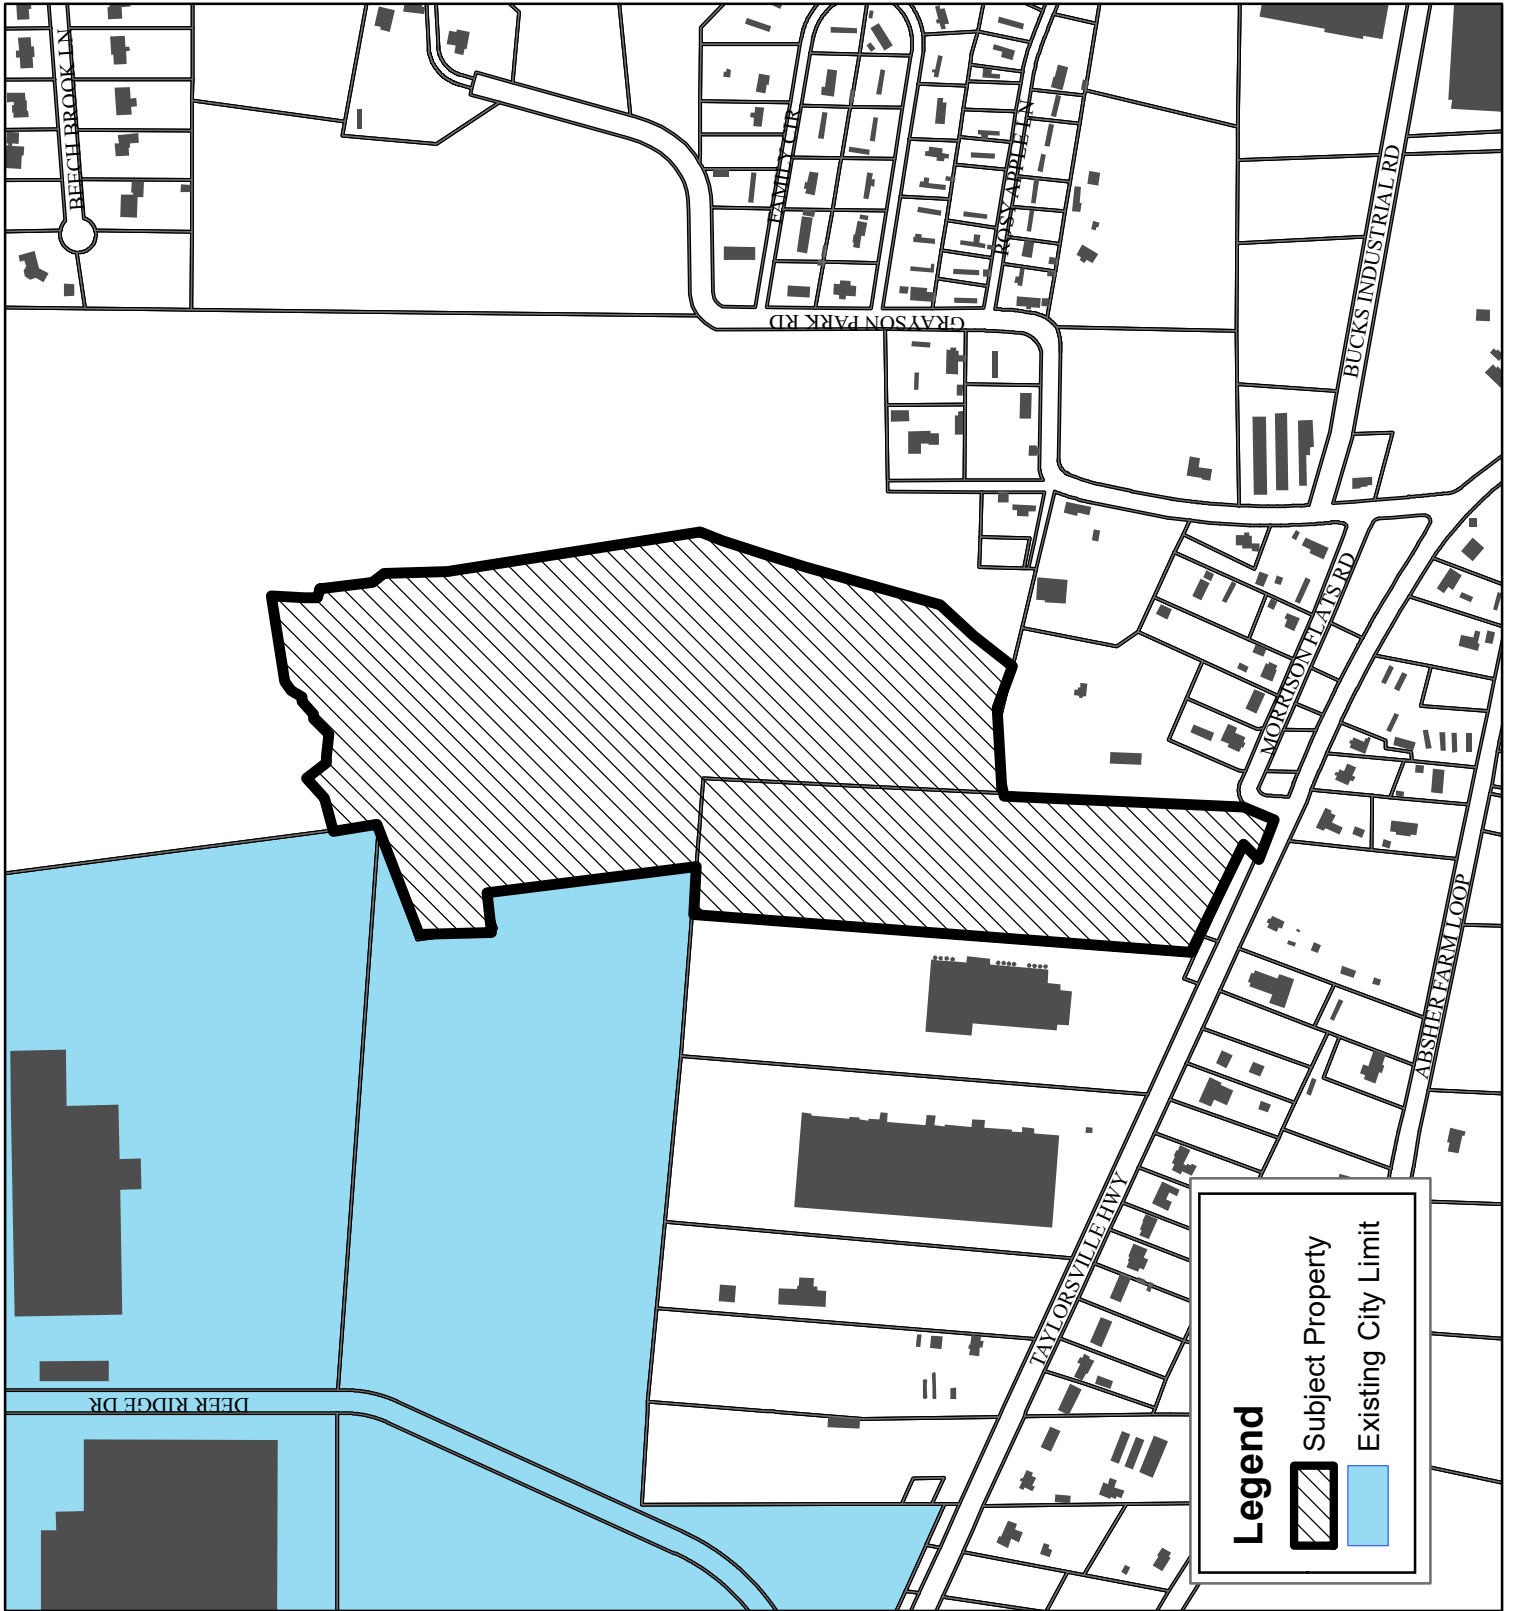 BEECH BROOK LN
FAMILY CIR
ROSY APPLE LN
GRAYSON PARK RD
BUCKS INDUSTRIAL RD
MORRISON FLATS RD
ABSHER FARM LOOP
TAYLORSVILLE HWY
DEER RIDGE DR
Legend
Subject Property
Existing City Limit